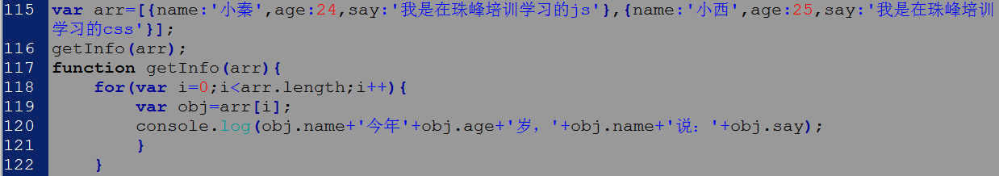 115 var arr=[{name:'小秦',age:24,say:'我是在珠峰培训学习的js'},{name:'小西',age:25,say:'我是在珠峰培训
学习的css'}];
116 getInfo(arr);
117 function getInfo(arr){
118     for(var i=0;i<arr.length;i++){
119         var obj=arr[i];
120         console.log(obj.name+'今年'+obj.age+'岁，'+obj.name+'说：'+obj.say);
121         }
122     }